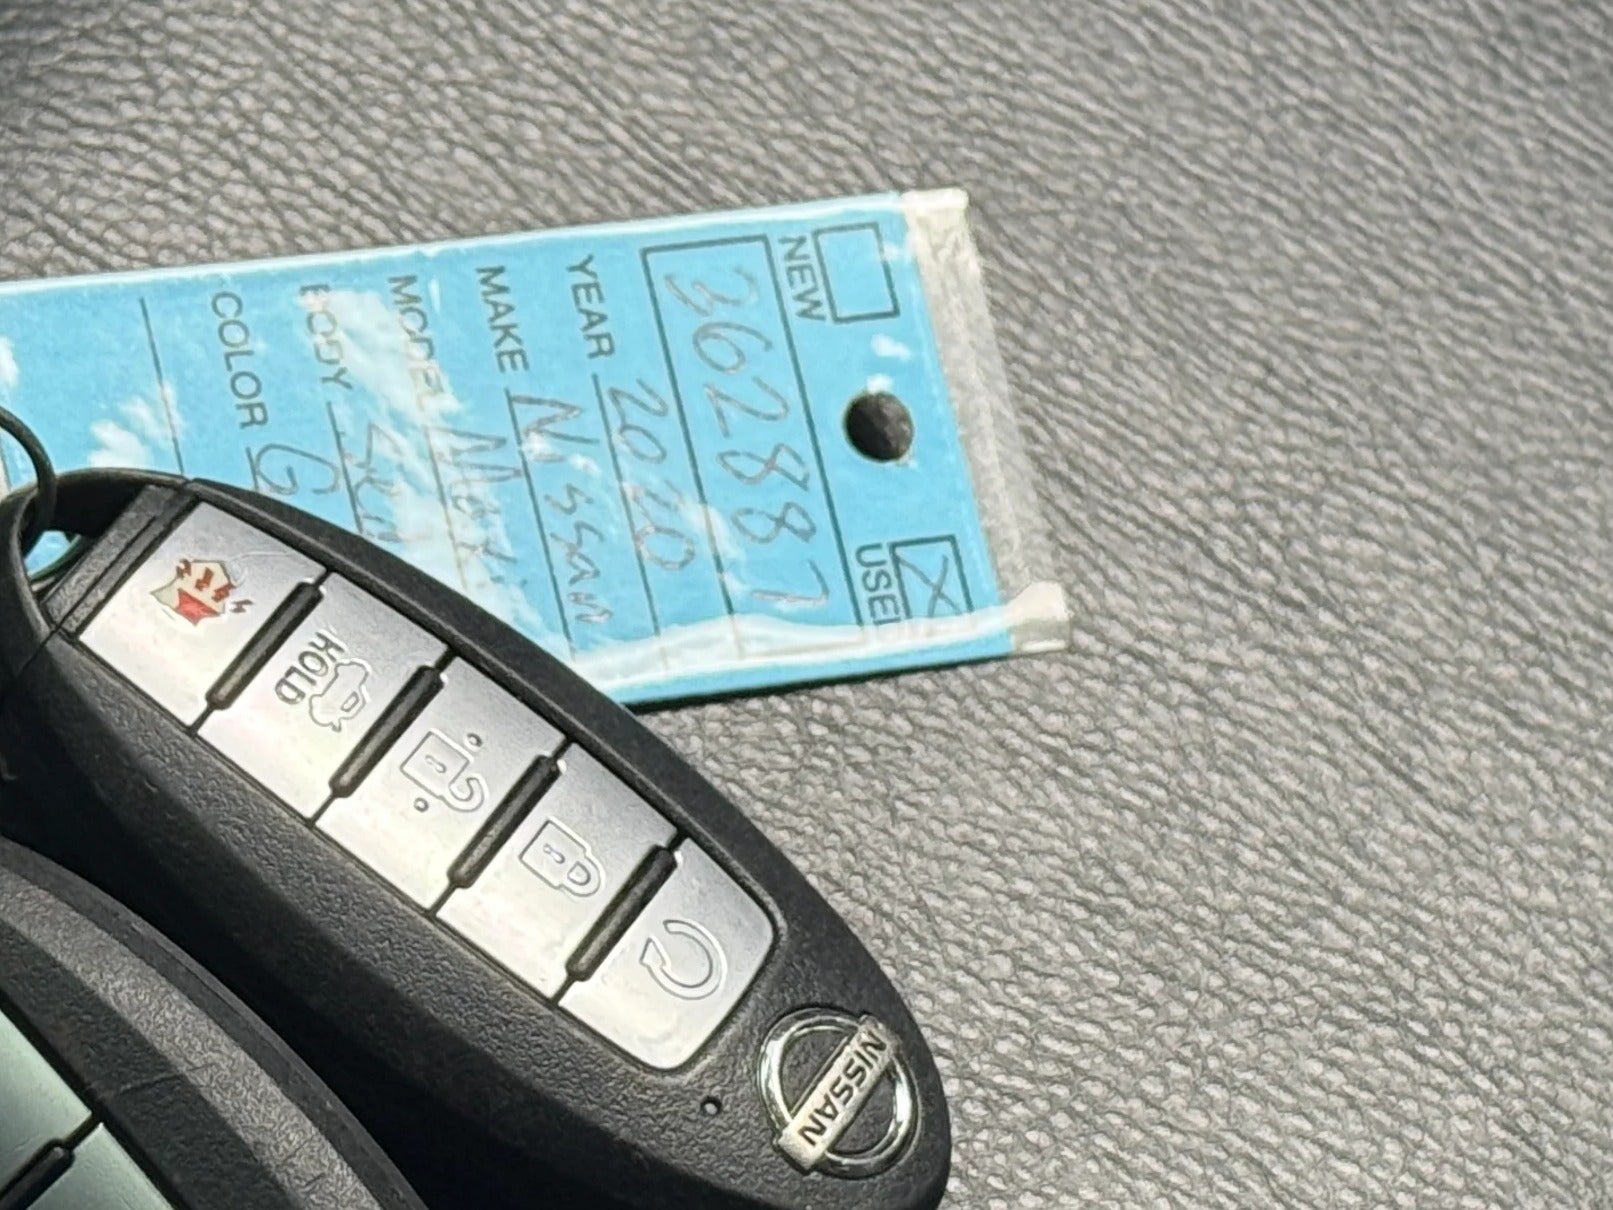 NEW
USED
362887
YEAR 2020
MAKE Nissan
MODEL
BODY
COLOR G
HOLD
NISSAN